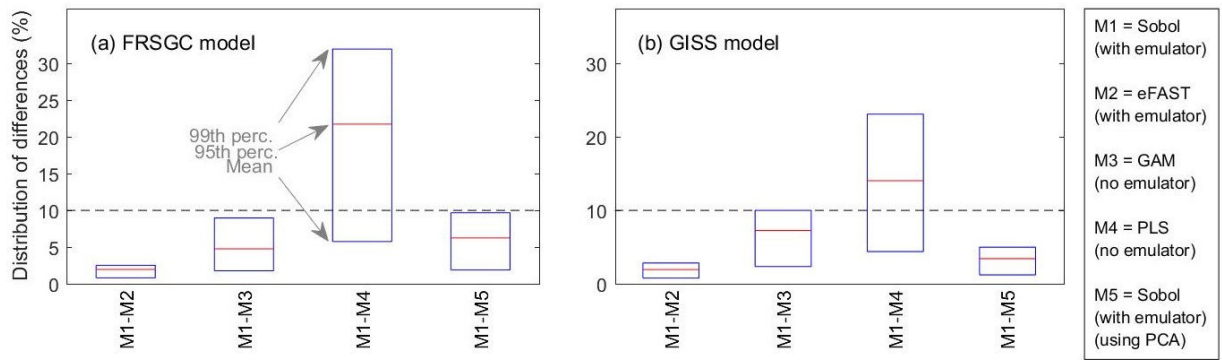 Distribution of differences (%)
(a) FRSGC model
30
25
20
15
10
5
0
99th perc.
95th perc.
Mean
M1-M2
M1-M3
M1-M4
M1-M5
(b) GISS model
30
20
10
0
M1-M2
M1-M3
M1-M4
M1-M5
M1 = Sobol
(with emulator)
M2 = eFAST
(with emulator)
M3 = GAM
(no emulator)
M4 = PLS
(no emulator)
M5 = Sobol
(with emulator)
(using PCA)